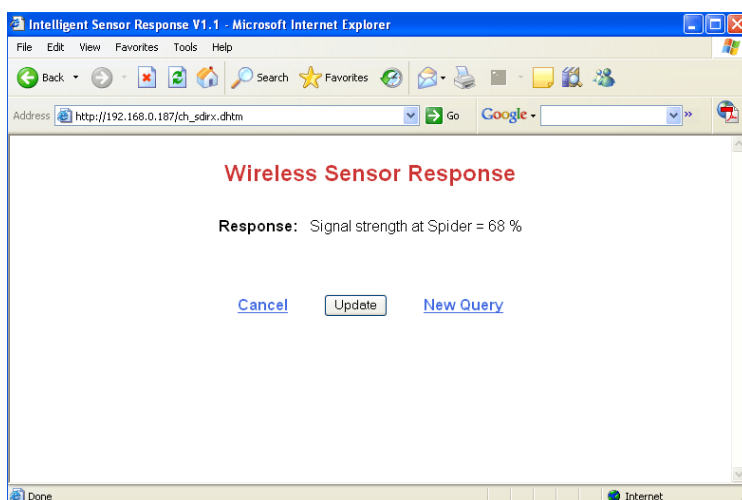 Intelligent Sensor Response V1.1 - Microsoft Internet Explorer
File Edit View Favorites Tools Help
Back Search Favorites
Address http://192.168.0.187/ch_sdirx.dhtm Go Google »
Wireless Sensor Response
Response: Signal strength at Spider = 68 %
Cancel Update New Query
Done Internet